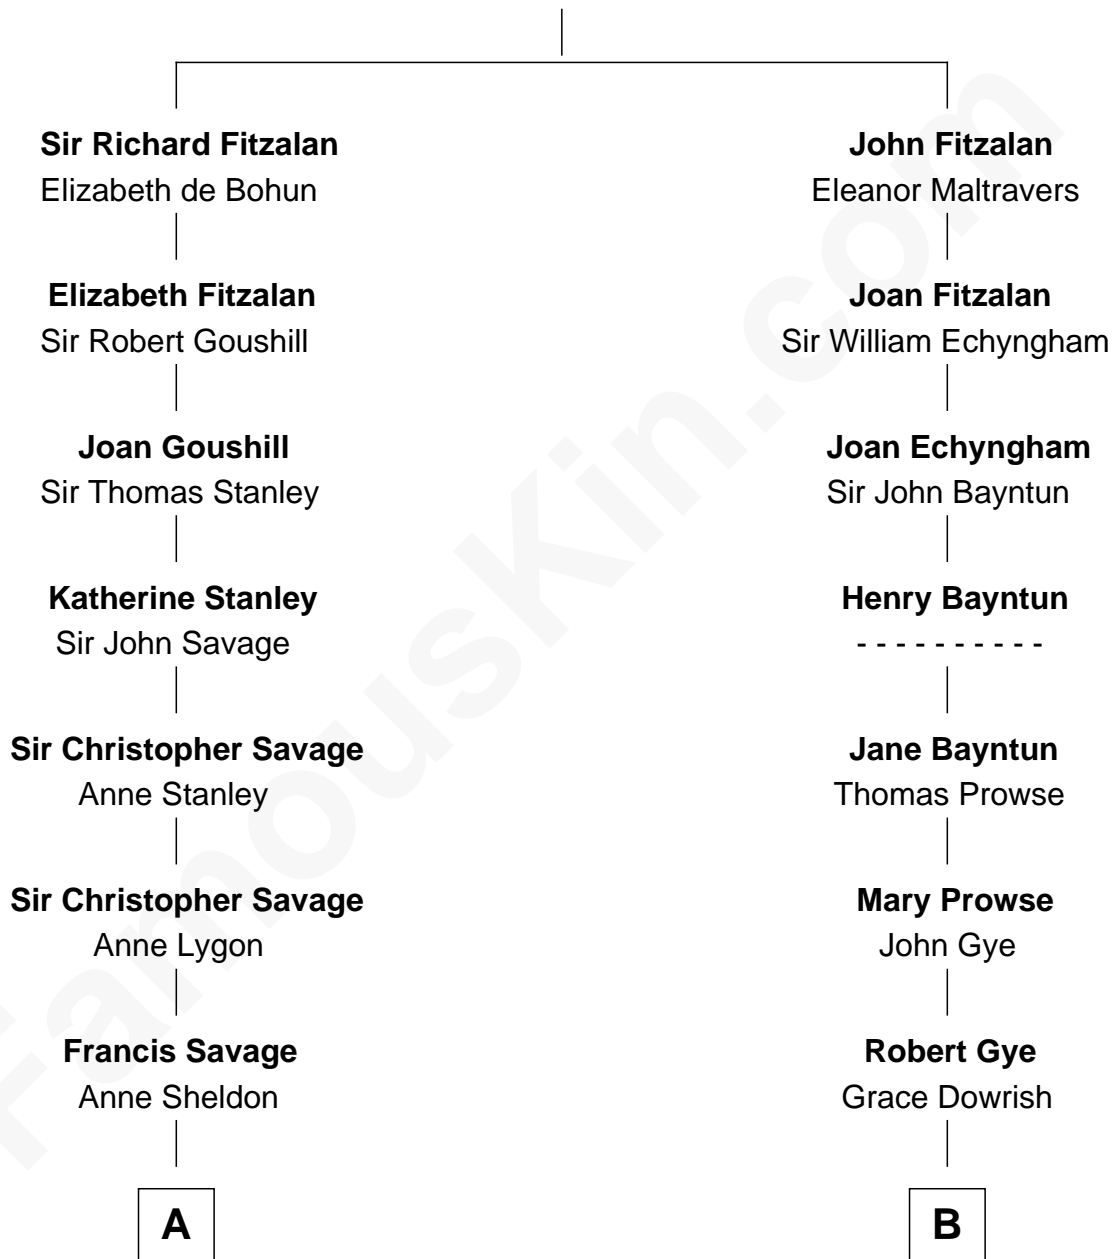 Sir Richard Fitzalan
Elizabeth de Bohun
Elizabeth Fitzalan
Sir Robert Goushill
Joan Goushill
Sir Thomas Stanley
Katherine Stanley
Sir John Savage
Sir Christopher Savage
Anne Stanley
Sir Christopher Savage
Anne Lygon
Francis Savage
Anne Sheldon
A
John Fitzalan
Eleanor Maltravers
Joan Fitzalan
Sir William Echyngham
Joan Echyngham
Sir John Bayntun
Henry Bayntun
- - - - - - - - - -
Jane Bayntun
Thomas Prowse
Mary Prowse
John Gye
Robert Gye
Grace Dowrish
B
FamousKin.com